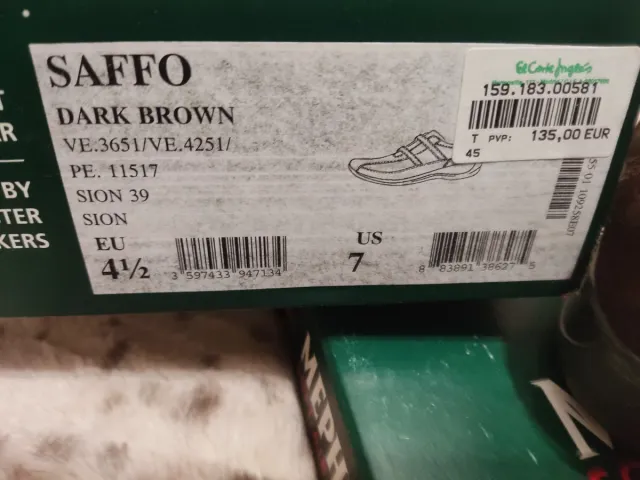 SAFFO
DARK BROWN
VE.3651/VE.4251/
PE. 11517
SION 39
SION
EU
4½
3 597433 947134
US
7
8 83891 38627 5
El Corte Inglés
159.183.00581
T PVP: 135,00 EUR
45
T
R
BY
TER
KERS
MEPH
M